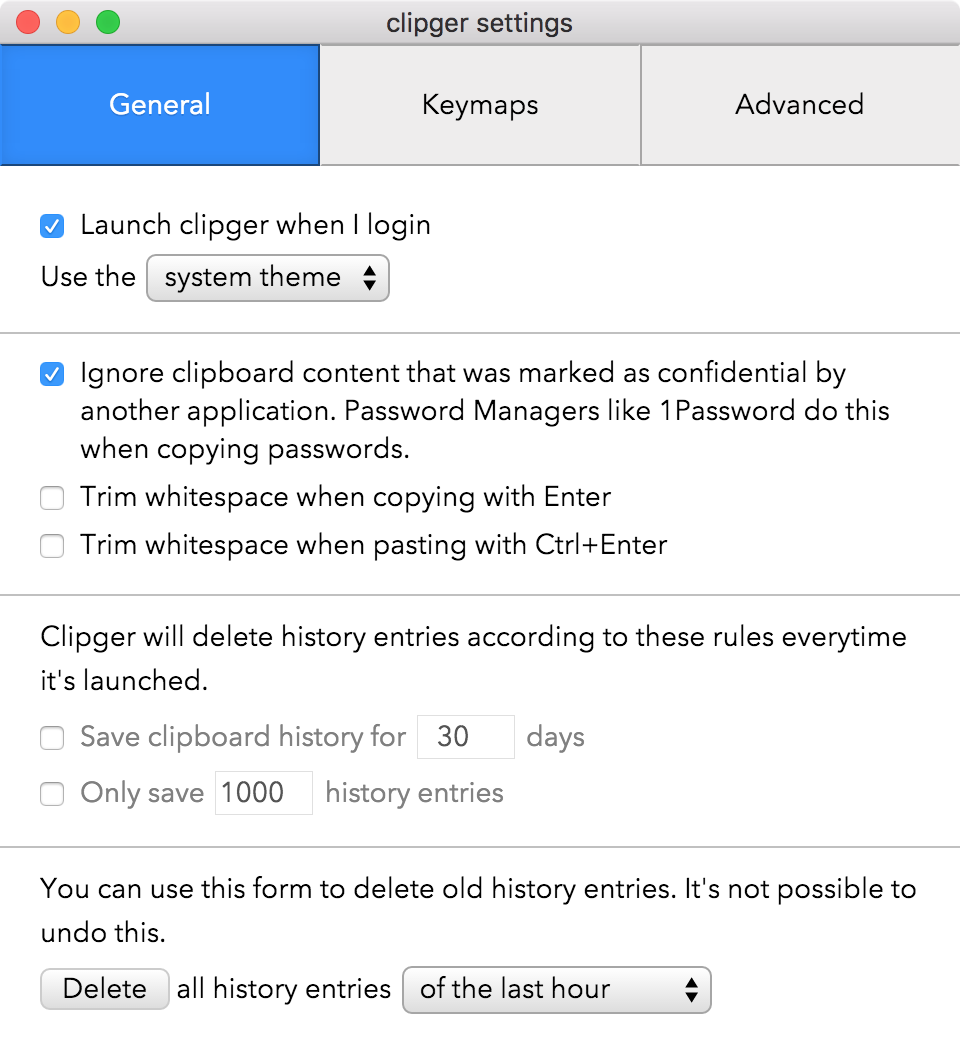 clipger settings
General Keymaps Advanced
Launch clipger when I login
Use the system theme
Ignore clipboard content that was marked as confidential by
another application. Password Managers like 1Password do this
when copying passwords.
Trim whitespace when copying with Enter
Trim whitespace when pasting with Ctrl+Enter
Clipger will delete history entries according to these rules everytime
it's launched.
Save clipboard history for 30 days
Only save 1000 history entries
You can use this form to delete old history entries. It's not possible to
undo this.
Delete all history entries of the last hour